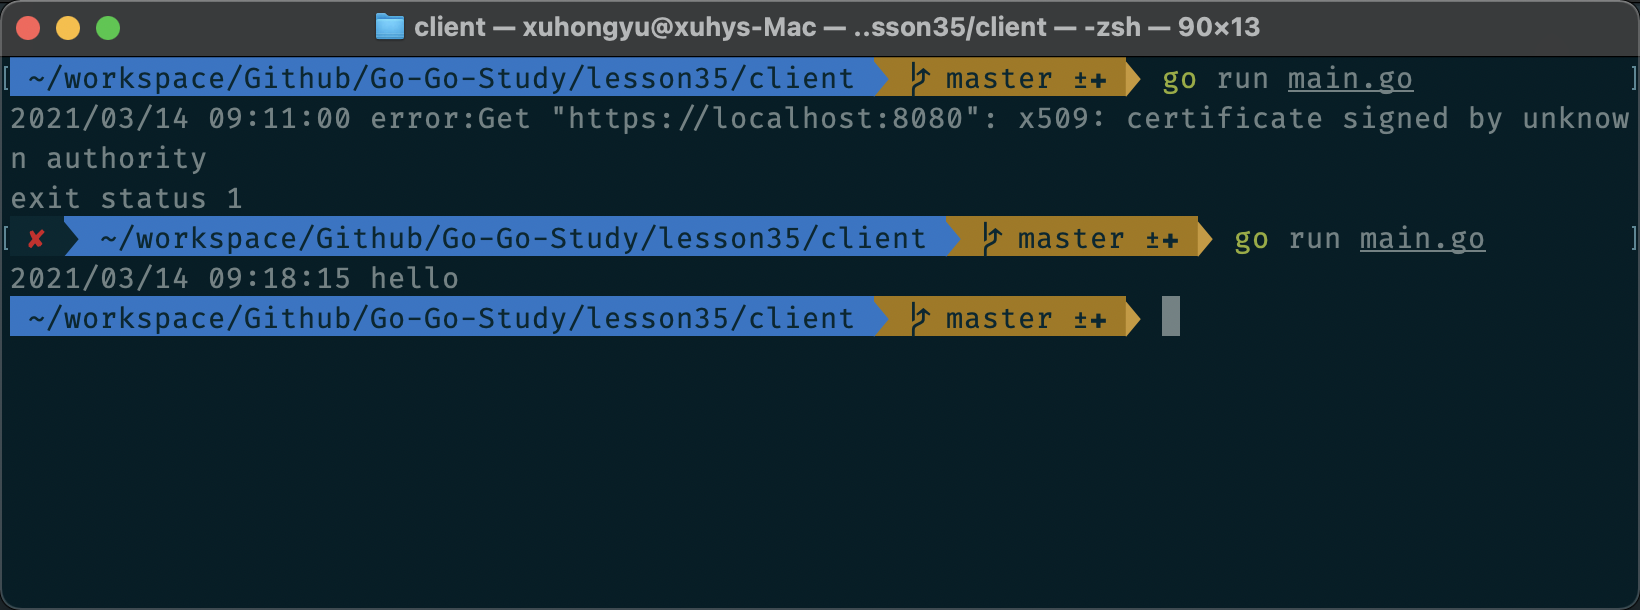 client — xuhongyu@xuhys-Mac — ..sson35/client — -zsh — 90×13
[ ~/workspace/Github/Go-Go-Study/lesson35/client  master ±✚  go run main.go ]
2021/03/14 09:11:00 error:Get "https://localhost:8080": x509: certificate signed by unknow
n authority
exit status 1
[ ✘  ~/workspace/Github/Go-Go-Study/lesson35/client  master ±✚  go run main.go ]
2021/03/14 09:18:15 hello
~/workspace/Github/Go-Go-Study/lesson35/client  master ±✚